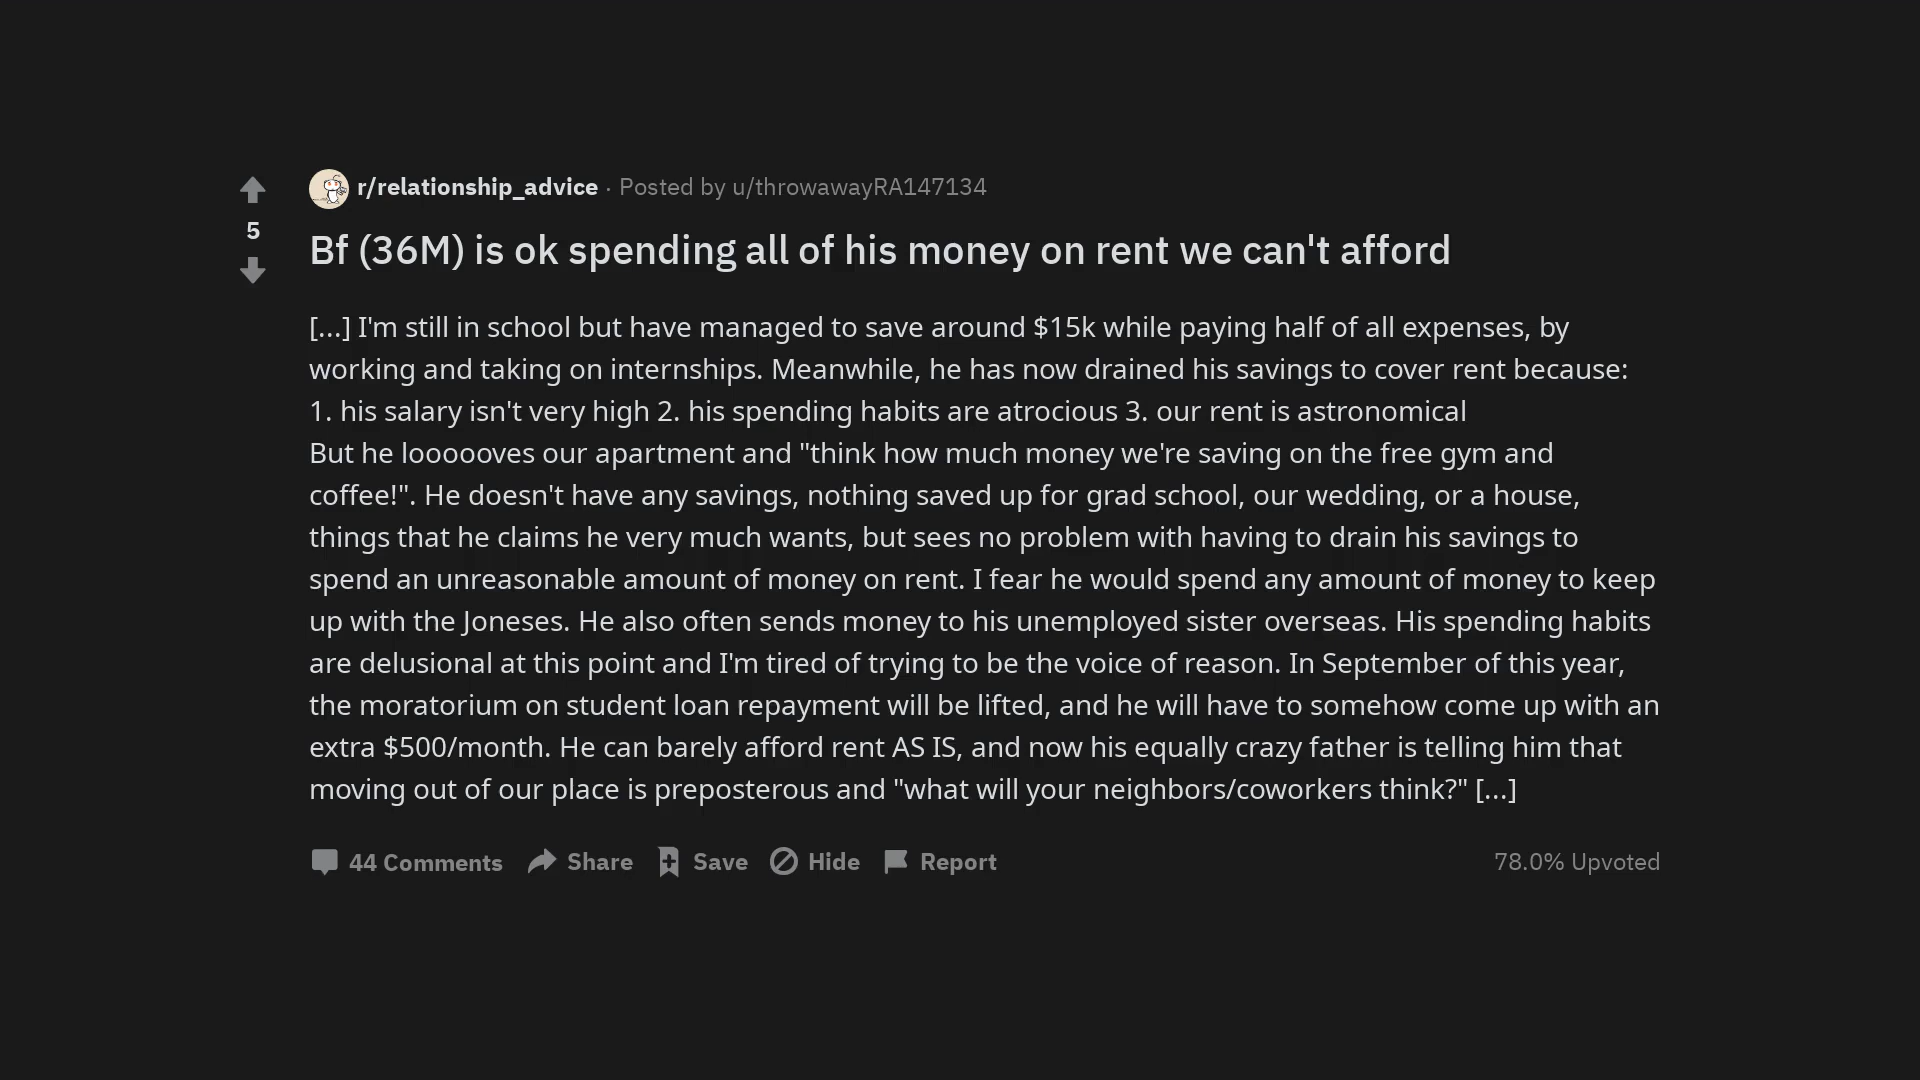 r/relationship_advice · Posted by u/throwawayRA147134
5
Bf (36M) is ok spending all of his money on rent we can't afford
[...] I'm still in school but have managed to save around $15k while paying half of all expenses, by
working and taking on internships. Meanwhile, he has now drained his savings to cover rent because:
1. his salary isn't very high 2. his spending habits are atrocious 3. our rent is astronomical
But he loooooves our apartment and "think how much money we're saving on the free gym and
coffee!". He doesn't have any savings, nothing saved up for grad school, our wedding, or a house,
things that he claims he very much wants, but sees no problem with having to drain his savings to
spend an unreasonable amount of money on rent. I fear he would spend any amount of money to keep
up with the Joneses. He also often sends money to his unemployed sister overseas. His spending habits
are delusional at this point and I'm tired of trying to be the voice of reason. In September of this year,
the moratorium on student loan repayment will be lifted, and he will have to somehow come up with an
extra $500/month. He can barely afford rent AS IS, and now his equally crazy father is telling him that
moving out of our place is preposterous and "what will your neighbors/coworkers think?" [...]
44 Comments Share Save Hide Report 78.0% Upvoted